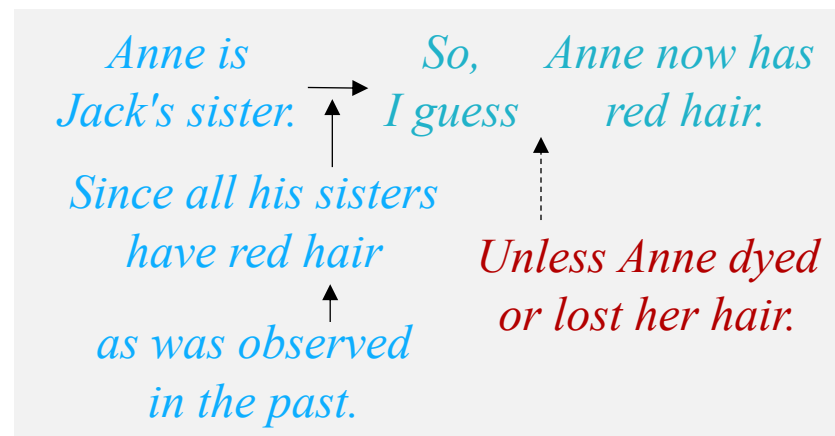 Anne is
Jack's sister.
So,
I guess
Anne now has
red hair.
Since all his sisters
have red hair
Unless Anne dyed
or lost her hair.
as was observed
in the past.